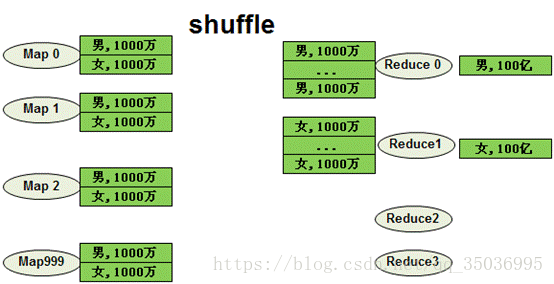 shuffle
Map 0
男,1000万
女,1000万
Map 1
男,1000万
女,1000万
Map 2
男,1000万
女,1000万
Map999
男,1000万
女,1000万
男,1000万
...
男,1000万
Reduce 0
男,100亿
女,1000万
...
女,1000万
Reduce1
女,100亿
Reduce2
Reduce3
https://blog.csdn.net/qq_36035995